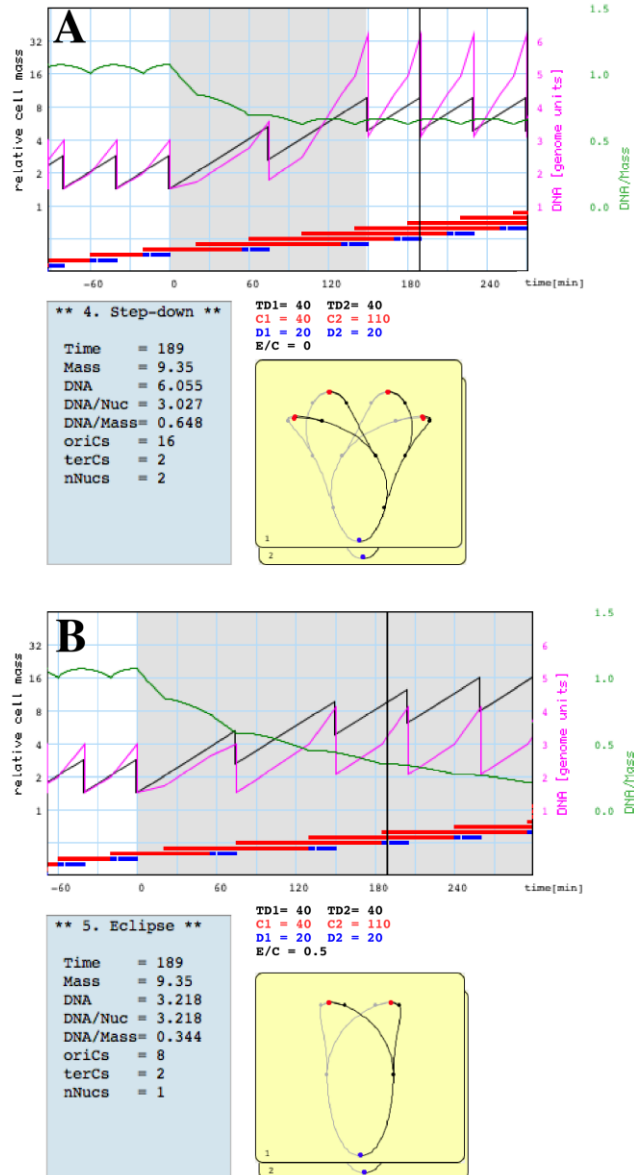 A
relative cell mass
32
16
8
4
2
1
6
5
4
3
2
1
DNA [genome units]
1.5
1.0
0.5
0.0
DNA/Mass
-60
0
60
120
180
240
time[min]
** 4. Step-down **
Time = 189
Mass = 9.35
DNA = 6.055
DNA/Nuc = 3.027
DNA/Mass= 0.648
oriCs = 16
terCs = 2
nNucs = 2
TD1= 40 TD2= 40
C1 = 40 C2 = 110
D1 = 20 D2 = 20
E/C = 0
1
2
B
relative cell mass
32
16
8
4
2
1
6
5
4
3
2
1
DNA [genome units]
1.5
1.0
0.5
0.0
DNA/Mass
-60
0
60
120
180
240
time[min]
** 5. Eclipse **
Time = 189
Mass = 9.35
DNA = 3.218
DNA/Nuc = 3.218
DNA/Mass= 0.344
oriCs = 8
terCs = 2
nNucs = 1
TD1= 40 TD2= 40
C1 = 40 C2 = 110
D1 = 20 D2 = 20
E/C = 0.5
1
2